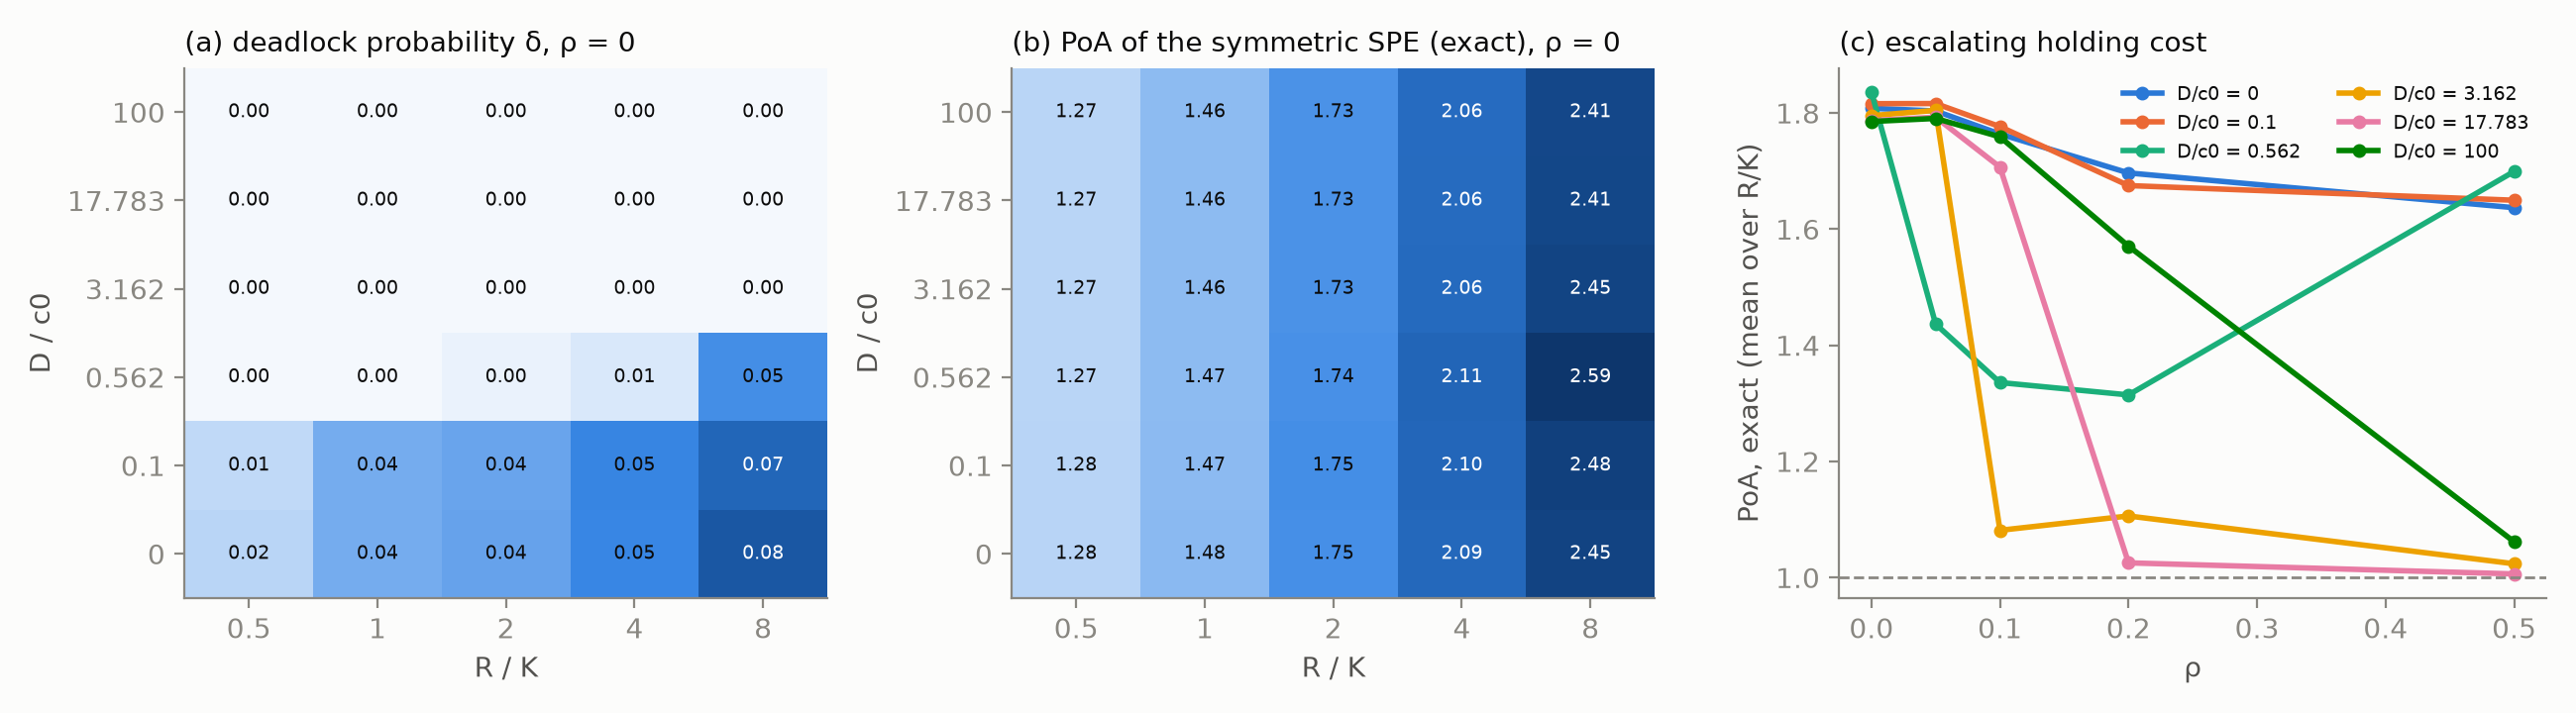 (a) deadlock probability δ, ρ = 0
D / c0
100 0.00 0.00 0.00 0.00 0.00
17.783 0.00 0.00 0.00 0.00 0.00
3.162 0.00 0.00 0.00 0.00 0.00
0.562 0.00 0.00 0.00 0.01 0.05
0.1 0.01 0.04 0.04 0.05 0.07
0 0.02 0.04 0.04 0.05 0.08
0.5 1 2 4 8
R / K
(b) PoA of the symmetric SPE (exact), ρ = 0
D / c0
100 1.27 1.46 1.73 2.06 2.41
17.783 1.27 1.46 1.73 2.06 2.41
3.162 1.27 1.46 1.73 2.06 2.45
0.562 1.27 1.47 1.74 2.11 2.59
0.1 1.28 1.47 1.75 2.10 2.48
0 1.28 1.48 1.75 2.09 2.45
0.5 1 2 4 8
R / K
(c) escalating holding cost
PoA, exact (mean over R/K)
D/c0 = 0 D/c0 = 3.162
D/c0 = 0.1 D/c0 = 17.783
D/c0 = 0.562 D/c0 = 100
1.8
1.6
1.4
1.2
1.0
0.0 0.1 0.2 0.3 0.4 0.5
ρ